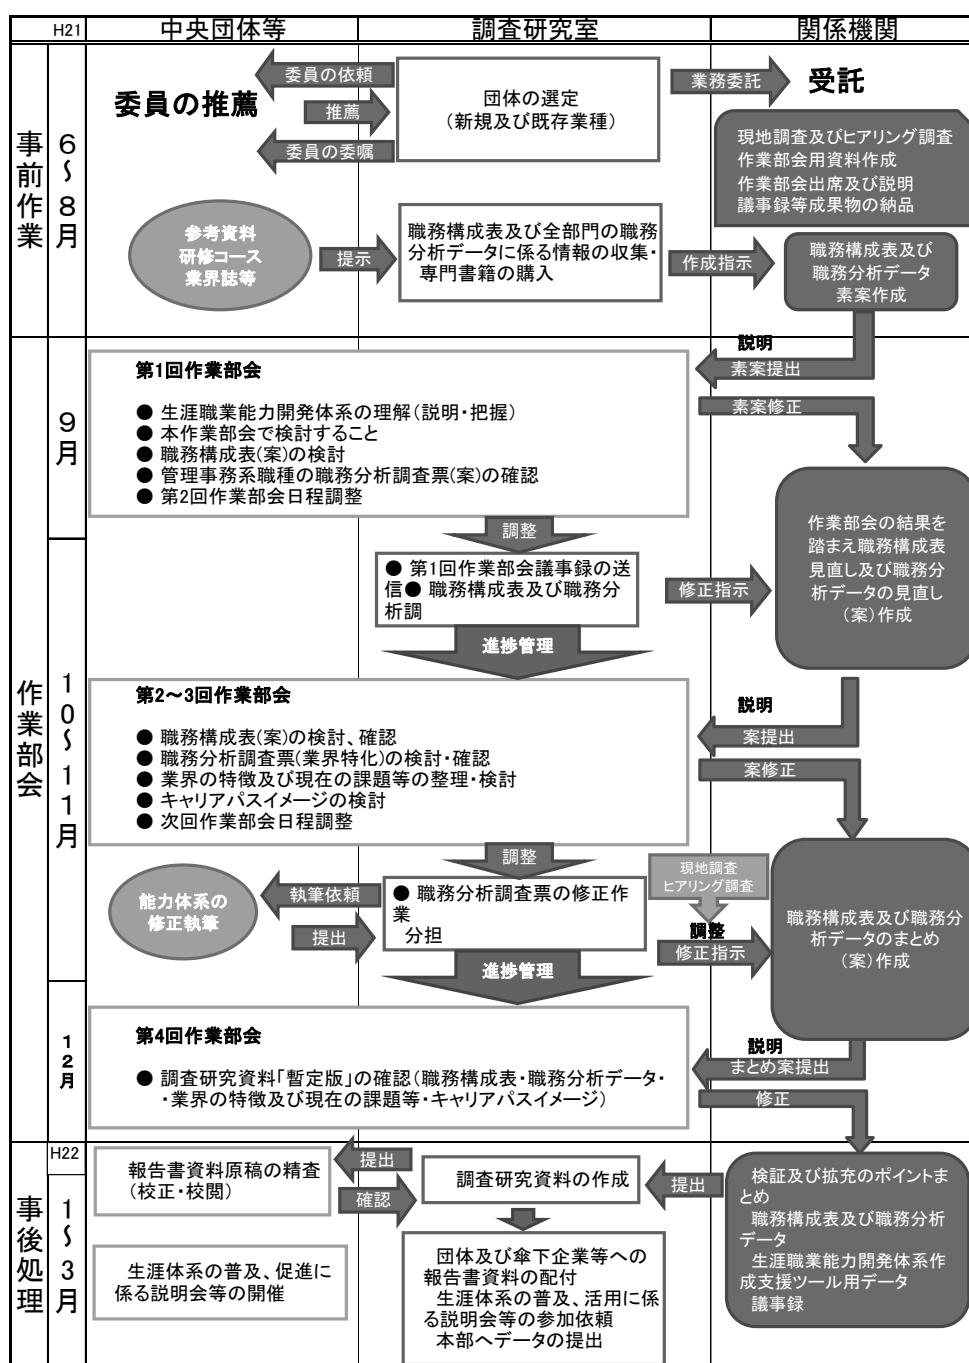 H21
中央団体等
調査研究室
関係機関
事前作業
6～8月
委員の推薦
委員の依頼
推薦
委員の委嘱
団体の選定
（新規及び既存業種）
業務委託
受託
現地調査及びヒアリング調査
作業部会用資料作成
作業部会出席及び説明
議事録等成果物の納品
参考資料
研修コース
業界誌等
提示
職務構成表及び全部門の職務
分析データに係る情報の収集・
専門書籍の購入
作成指示
職務構成表及び
職務分析データ
素案作成
作業部会
9月
第1回作業部会
● 生涯職業能力開発体系の理解（説明・把握）
● 本作業部会で検討すること
● 職務構成表(案)の検討
● 管理事務系職種の職務分析調査票(案)の確認
● 第2回作業部会日程調整
説明
素案提出
素案修正
調整
● 第1回作業部会議事録の送
信● 職務構成表及び職務分
析調
修正指示
作業部会の結果を
踏まえ職務構成表
見直し及び職務分
析データの見直し
（案）作成
進捗管理
10～11月
第2～3回作業部会
● 職務構成表(案)の検討、確認
● 職務分析調査票(業界特化)の検討・確認
● 業界の特徴及び現在の課題等の整理・検討
● キャリアパスイメージの検討
● 次回作業部会日程調整
説明
案提出
案修正
調整
能力体系の
修正執筆
執筆依頼
提出
● 職務分析調査票の修正作
業
分担
現地調査
ヒアリング調査
調整
修正指示
職務構成表及び職務分
析データのまとめ
（案）作成
進捗管理
12月
第4回作業部会
● 調査研究資料「暫定版」の確認（職務構成表・職務分析データ・
・業界の特徴及び現在の課題等・キャリアパスイメージ）
説明
まとめ案提出
修正
H22
事後処理
1～3月
報告書資料原稿の精査
（校正・校閲）
提出
確認
調査研究資料の作成
提出
検証及び拡充のポイントま
とめ
職務構成表及び職務分析
データ
生涯職業能力開発体系作
成支援ツール用データ
議事録
生涯体系の普及、促進に
係る説明会等の開催
団体及び傘下企業等への
報告書資料の配付
生涯体系の普及、活用に係
る説明会等の参加依頼
本部へデータの提出